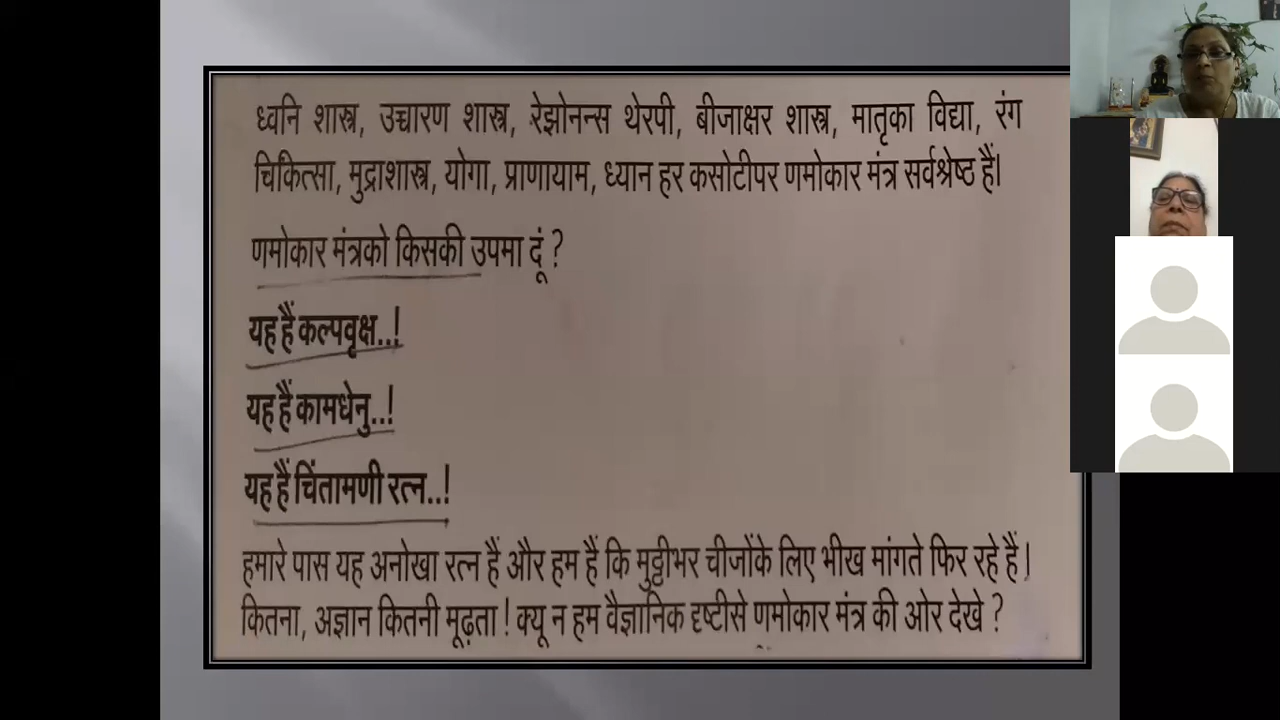 ध्वनि शास्त्र, उच्चारण शास्त्र, रेझोनन्स थेरपी, बीजाक्षर शास्त्र, मातृका विद्या, रंग
चिकित्सा, मुद्राशास्त्र, योगा, प्राणायाम, ध्यान हर कसोटीपर णमोकार मंत्र सर्वश्रेष्ठ हैं।
णमोकार मंत्रको किसकी उपमा दूं ?
यह हैं कल्पवृक्ष..!
यह हैं कामधेनु..!
यह हैं चिंतामणी रत्न..!
हमारे पास यह अनोखा रत्न हैं और हम हैं कि मुठ्ठीभर चीजोंके लिए भीख मांगते फिर रहे हैं।
कितना, अज्ञान कितनी मूढ़ता ! क्यू न हम वैज्ञानिक दृष्टीसे णमोकार मंत्र की ओर देखे ?